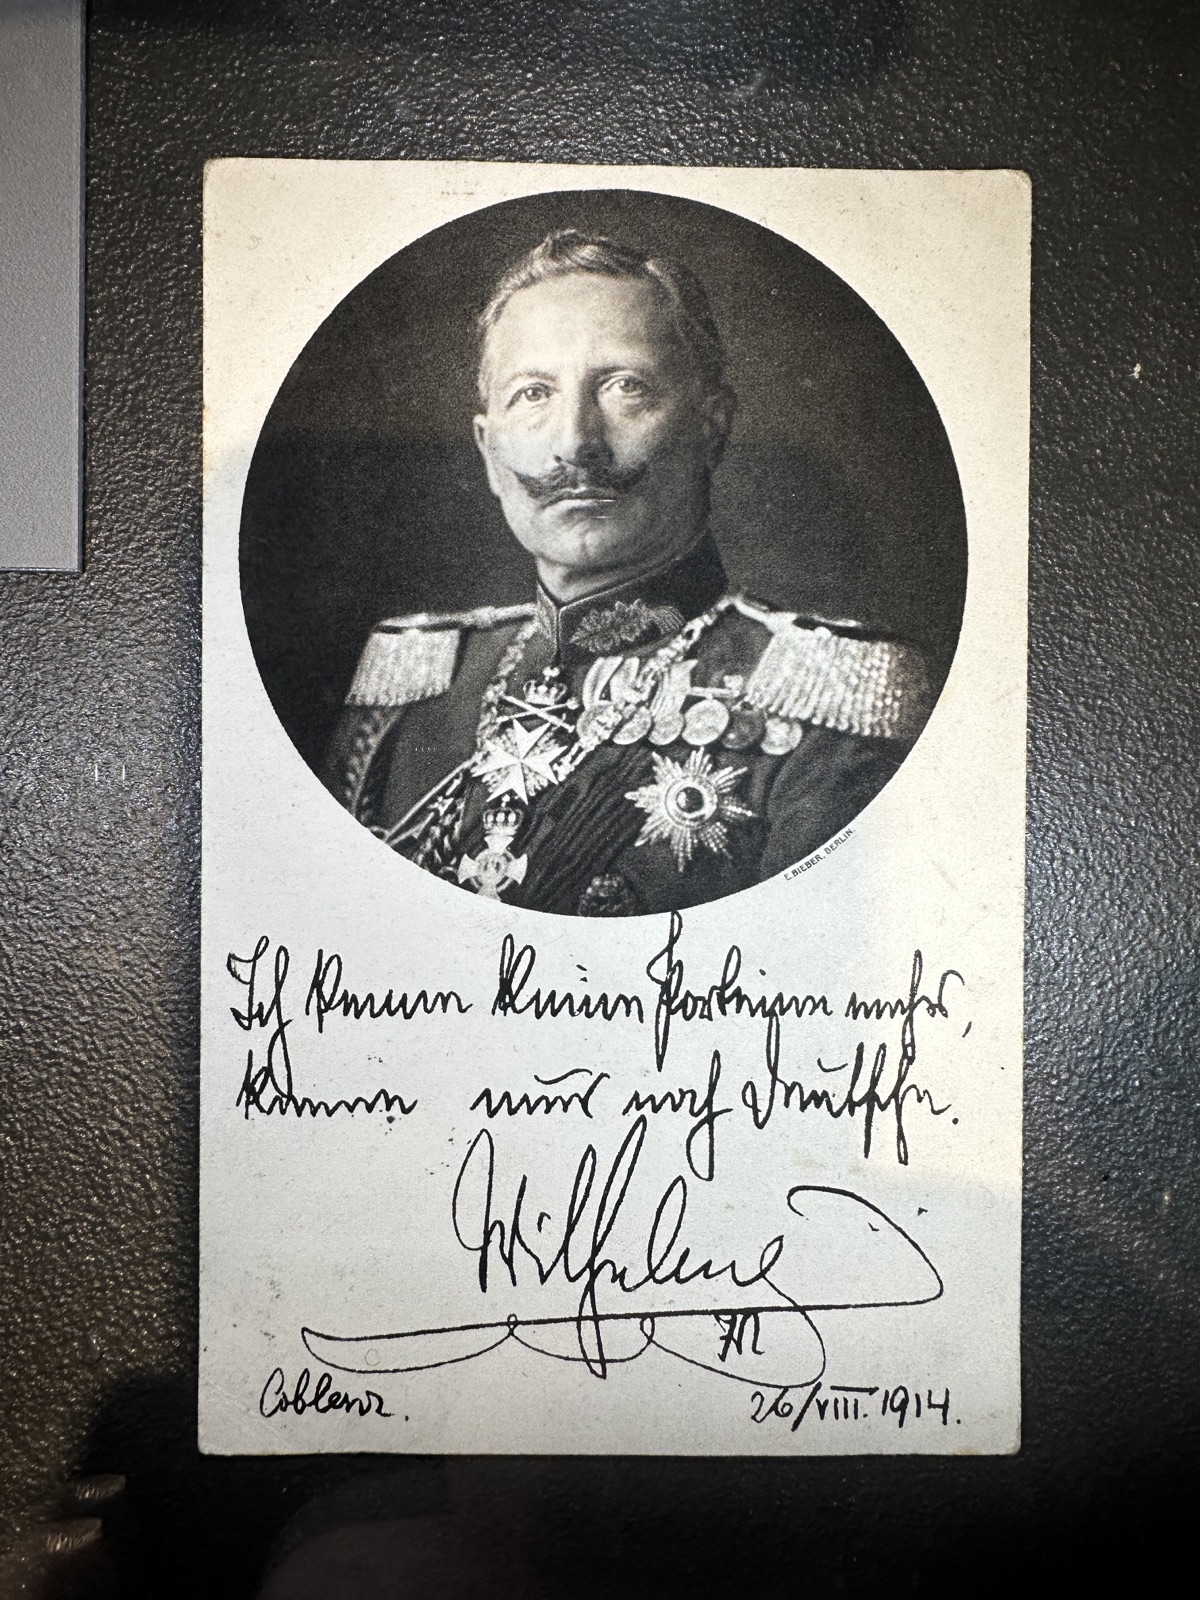 E. BIEBER, BERLIN.
Ich kenne keine Parteien mehr,
kenne nur noch Deutsche.
Wilhelm
I R
Coblenz.
26/VIII. 1914.